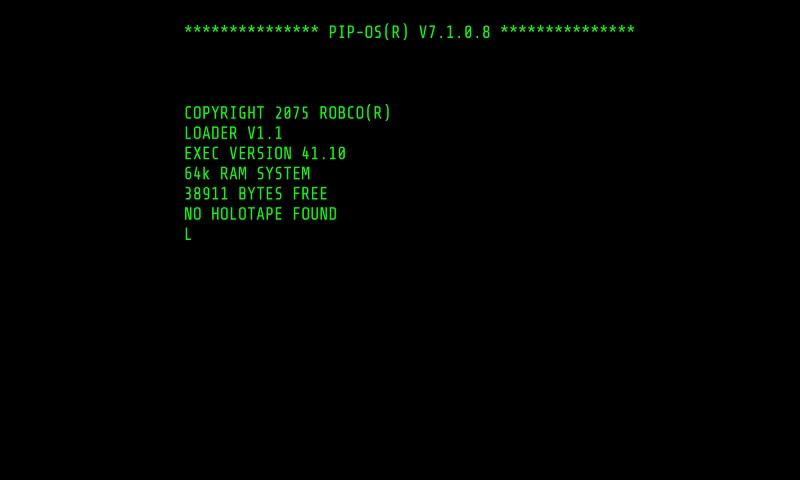 *************** PIP-OS(R) V7.1.0.8 ***************
COPYRIGHT 2075 ROBCO(R)
LOADER V1.1
EXEC VERSION 41.10
64k RAM SYSTEM
38911 BYTES FREE
NO HOLOTAPE FOUND
L